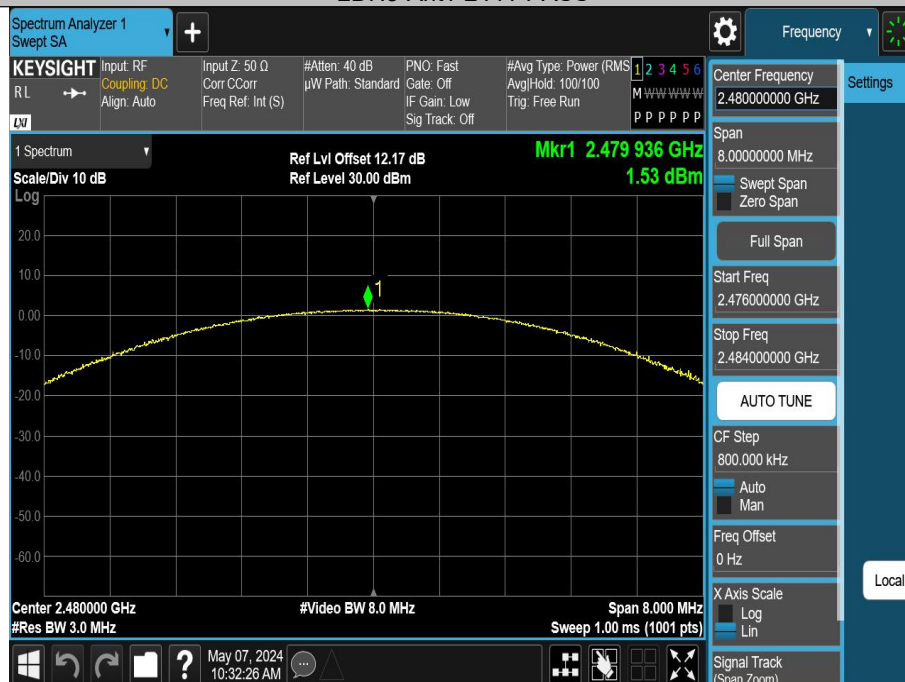 Spectrum Analyzer 1
Swept SA
+
Frequency
KEYSIGHT
RL
LXI
Input: RF
Coupling: DC
Align: Auto
Input Z: 50 Ω
Corr CCorr
Freq Ref: Int (S)
#Atten: 40 dB
µW Path: Standard
PNO: Fast
Gate: Off
IF Gain: Low
Sig Track: Off
#Avg Type: Power (RMS
Avg|Hold: 100/100
Trig: Free Run
1 2 3 4 5 6
M W W W W W
P P P P P P
1 Spectrum
Scale/Div 10 dB
Log
Ref Lvl Offset 12.17 dB
Ref Level 30.00 dBm
Mkr1 2.479 936 GHz
1.53 dBm
20.0
10.0
0.00
-10.0
-20.0
-30.0
-40.0
-50.0
-60.0
1
Center 2.480000 GHz
#Res BW 3.0 MHz
#Video BW 8.0 MHz
Span 8.000 MHz
Sweep 1.00 ms (1001 pts)
Center Frequency
2.480000000 GHz
Span
8.00000000 MHz
Swept Span
Zero Span
Full Span
Start Freq
2.476000000 GHz
Stop Freq
2.484000000 GHz
AUTO TUNE
CF Step
800.000 kHz
Auto
Man
Freq Offset
0 Hz
X Axis Scale
Log
Lin
Signal Track
(Span Zoom)
Settings
Local
?
May 07, 2024
10:32:26 AM